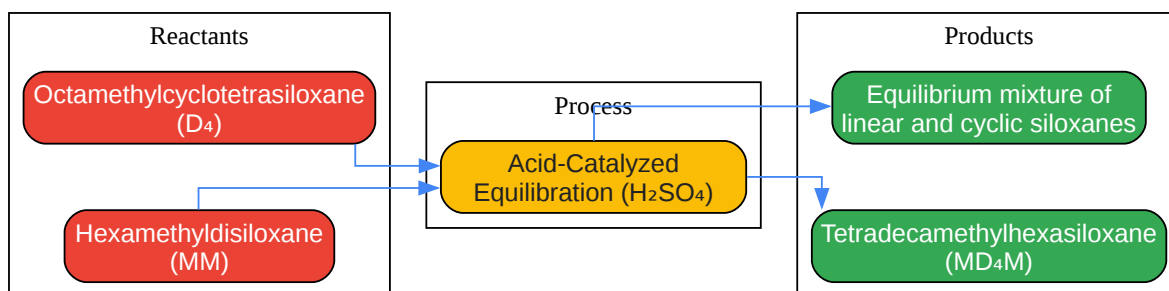 Reactants
Octamethylcyclotetrasiloxane
(D₄)
Hexamethyldisiloxane
(MM)
Process
Acid-Catalyzed
Equilibration (H₂SO₄)
Products
Equilibrium mixture of
linear and cyclic siloxanes
Tetradecamethylhexasiloxane
(MD₄M)